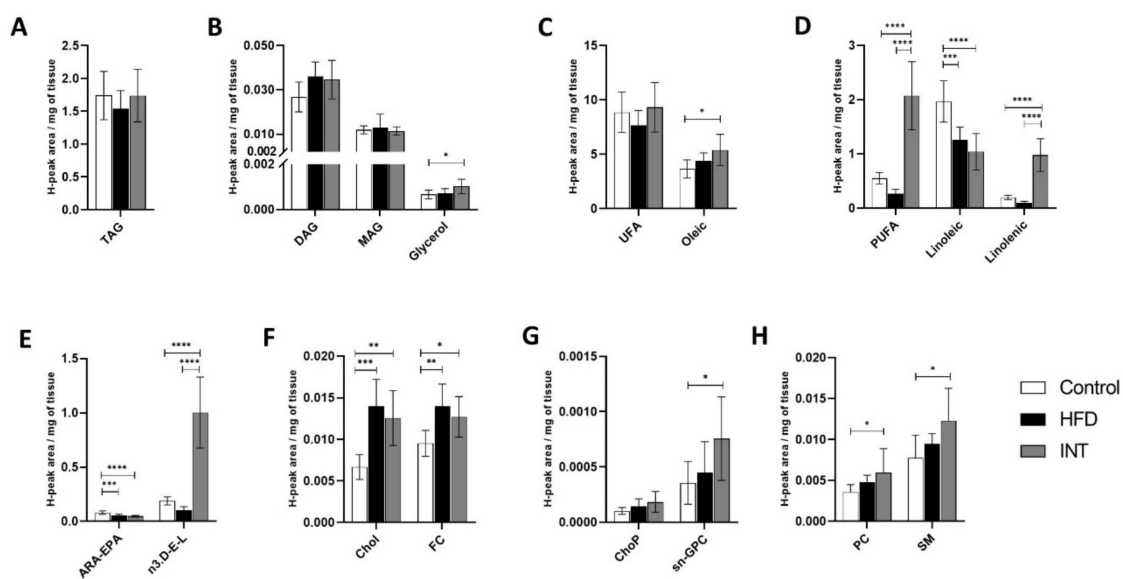 A
H-peak area / mg of tissue
2.5
2.0
1.5
1.0
0.5
0.0
TAG
B
H-peak area / mg of tissue
0.050
0.030
0.010
0.002
0.002
0.000
*
DAG
MAG
Glycerol
C
H-peak area / mg of tissue
15
10
5
0
*
UFA
Oleic
D
H-peak area / mg of tissue
3
2
1
0
****
****
****
***
****
****
PUFA
Linoleic
Linolenic
E
H-peak area / mg of tissue
1.5
1.0
0.5
0.0
****
***
****
****
ARA-EPA
n3.D-E-L
F
H-peak area / mg of tissue
0.020
0.015
0.010
0.005
0.000
**
***
*
**
Chol
FC
G
H-peak area / mg of tissue
0.0015
0.0010
0.0005
0.0000
*
ChoP
sn-GPC
H
H-peak area / mg of tissue
0.020
0.015
0.010
0.005
0.000
*
*
PC
SM
Control
HFD
INT